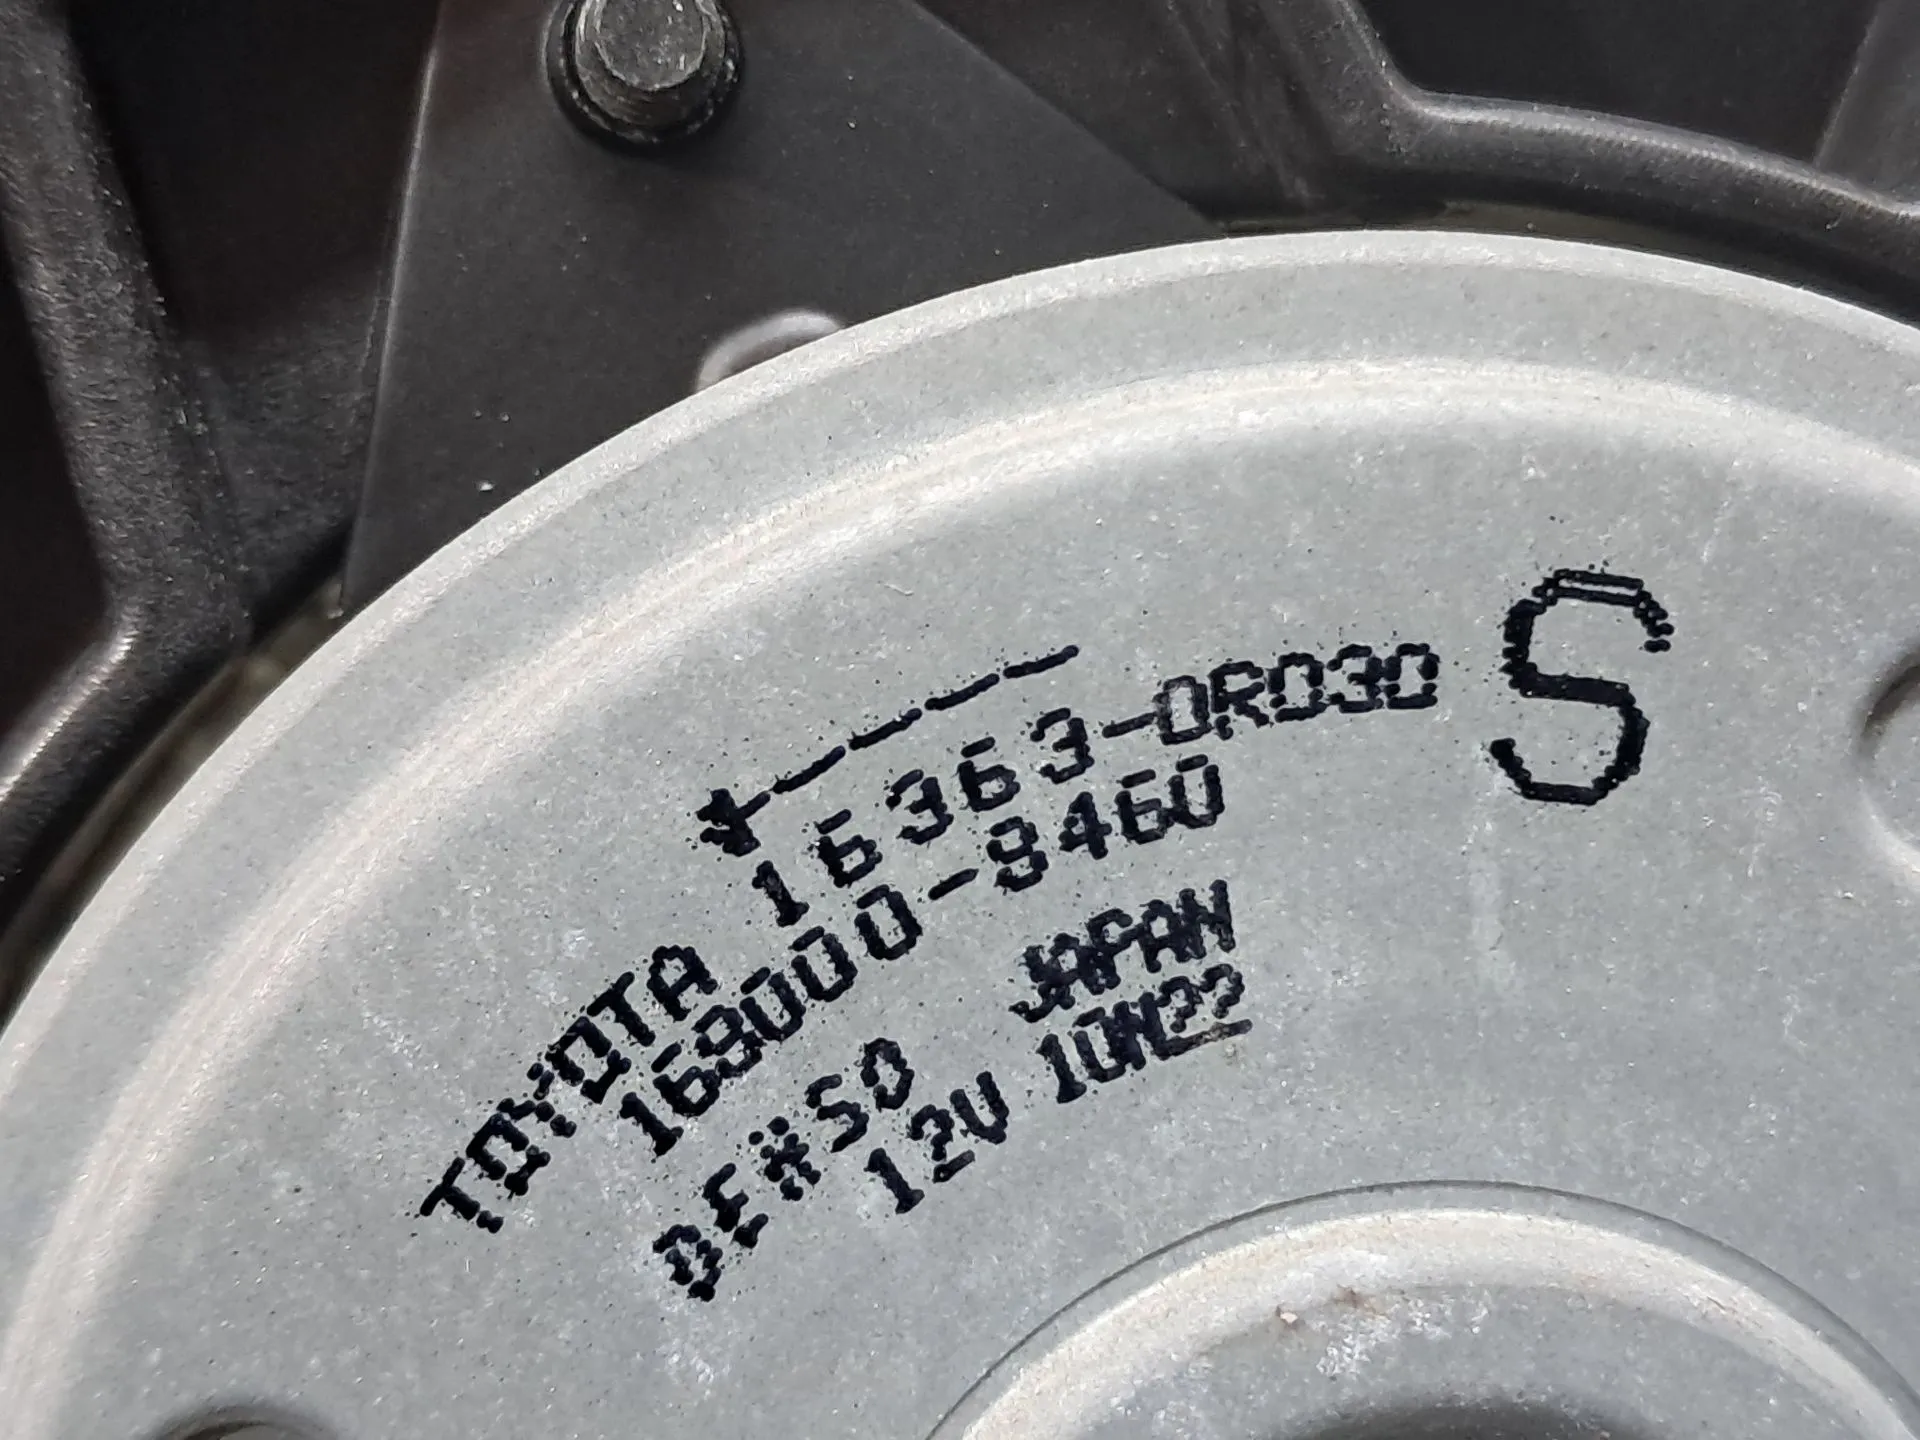 TOYOTA 16363-0R030 S
168000-9460
DENSO JAPAN
12V 10N22